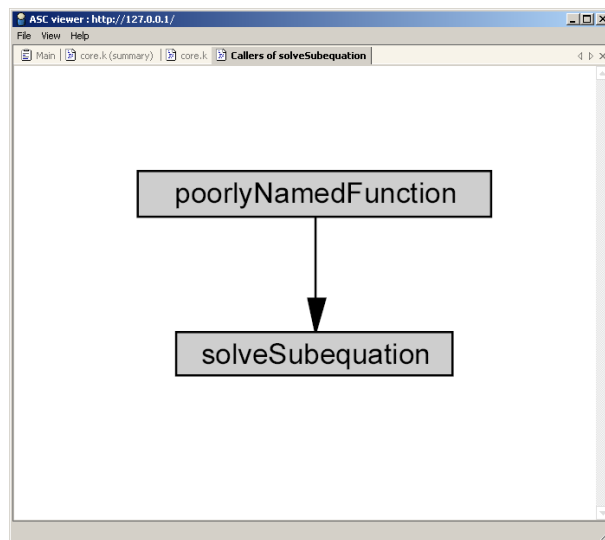 ASC viewer : http://127.0.0.1/
File View Help
Main core.k (summary) core.k Callers of solveSubequation
poorlyNamedFunction
solveSubequation